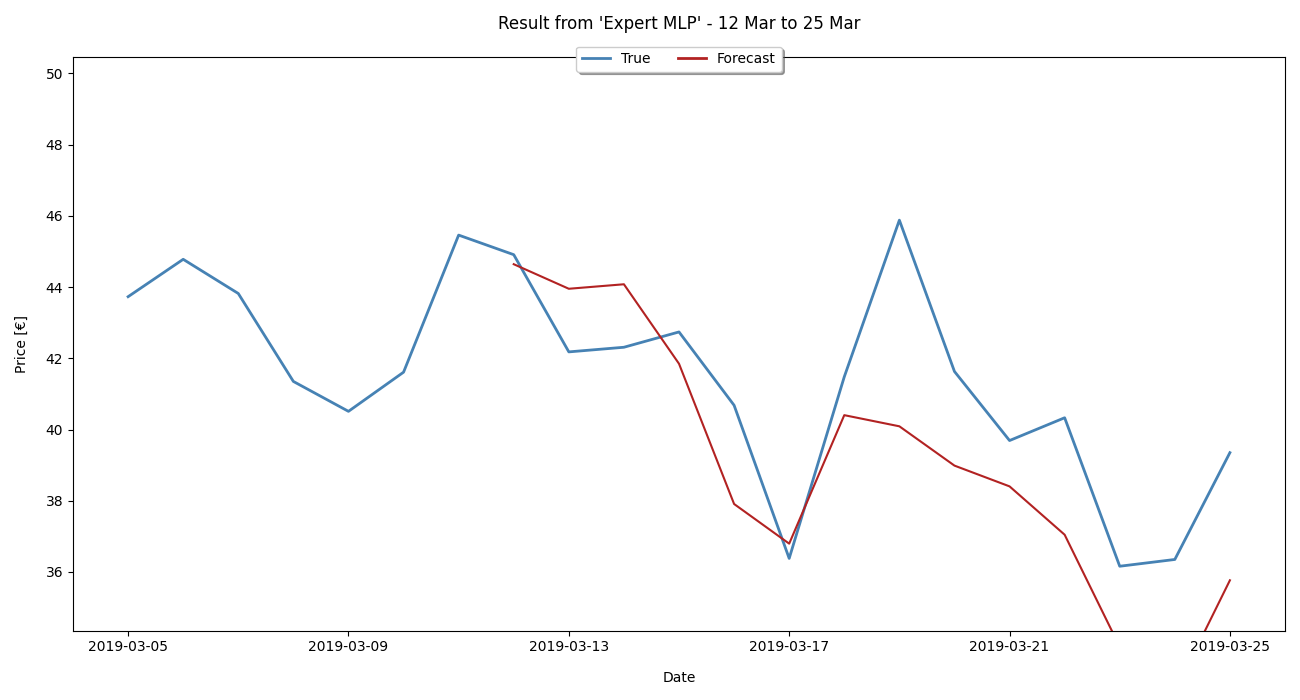 Result from 'Expert MLP' - 12 Mar to 25 Mar
True Forecast
50
48
46
44
42
40
38
36
Price [€]
2019-03-05 2019-03-09 2019-03-13 2019-03-17 2019-03-21 2019-03-25
Date